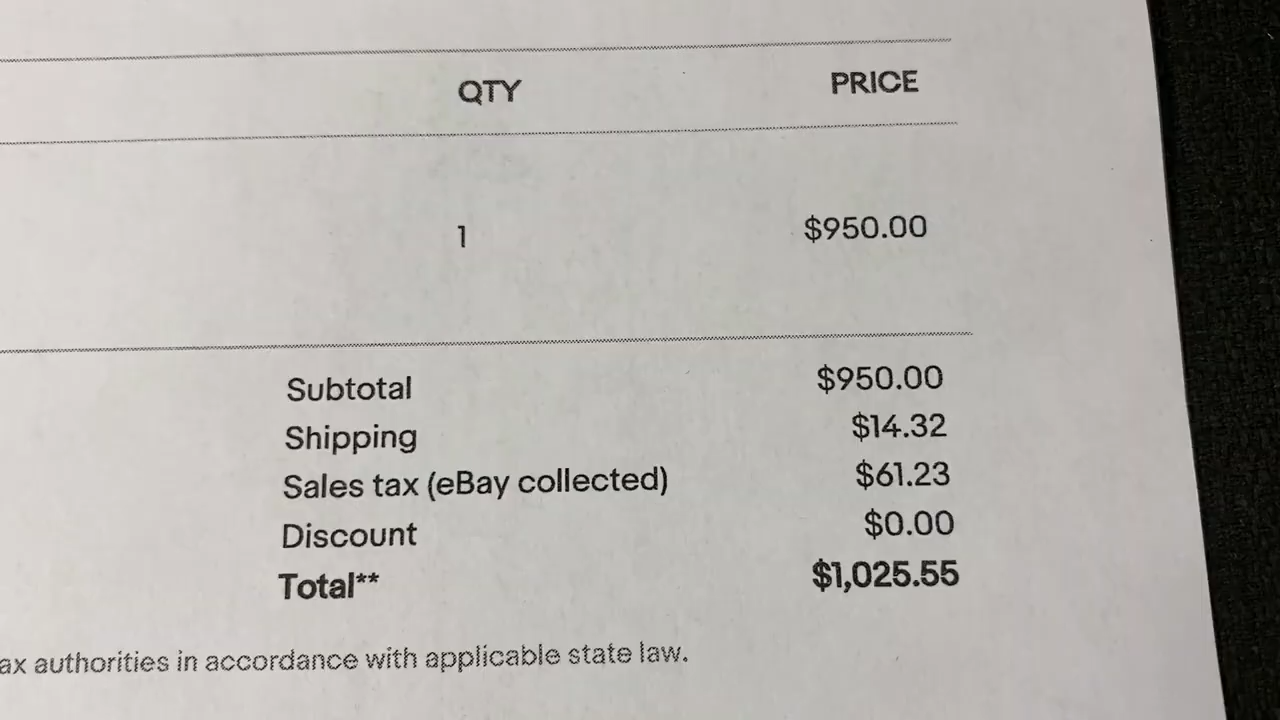 QTY PRICE
1 $950.00
Subtotal $950.00
Shipping $14.32
Sales tax (eBay collected) $61.23
Discount $0.00
Total** $1,025.55
ax authorities in accordance with applicable state law.